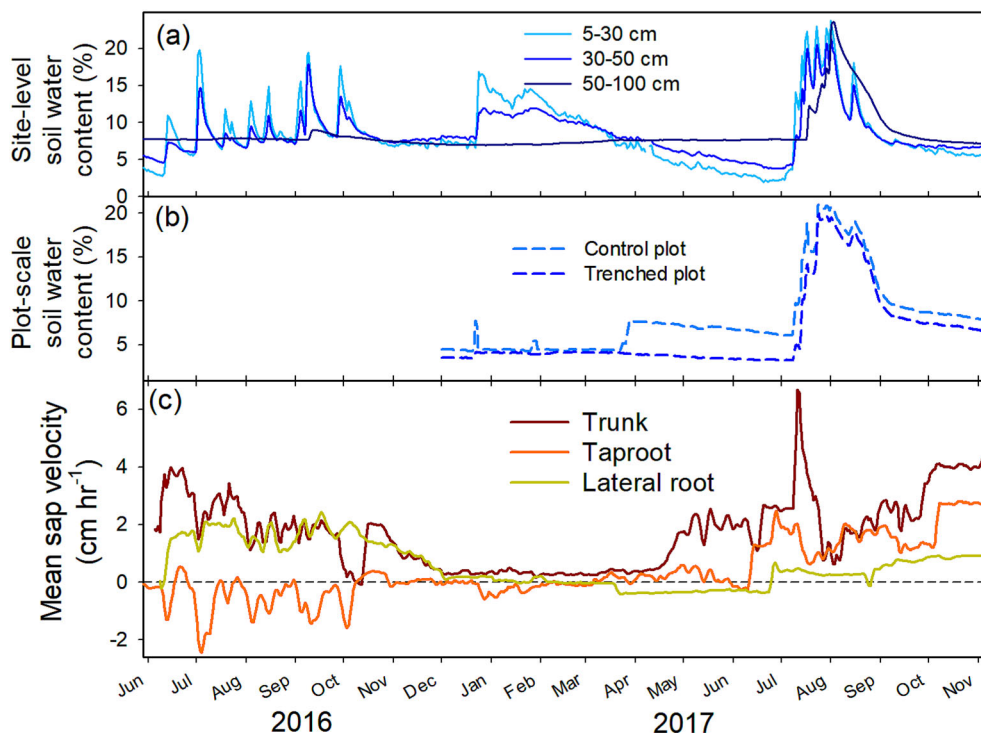 (a)
Site-level
soil water
content (%)
20
15
10
5
0
5-30 cm
30-50 cm
50-100 cm
(b)
Plot-scale
soil water
content (%)
20
15
10
5
Control plot
Trenched plot
(c)
Mean sap velocity
(cm hr⁻¹)
6
4
2
0
-2
Trunk
Taproot
Lateral root
Jun Jul Aug Sep Oct Nov Dec Jan Feb Mar Apr May Jun Jul Aug Sep Oct Nov
2016 2017